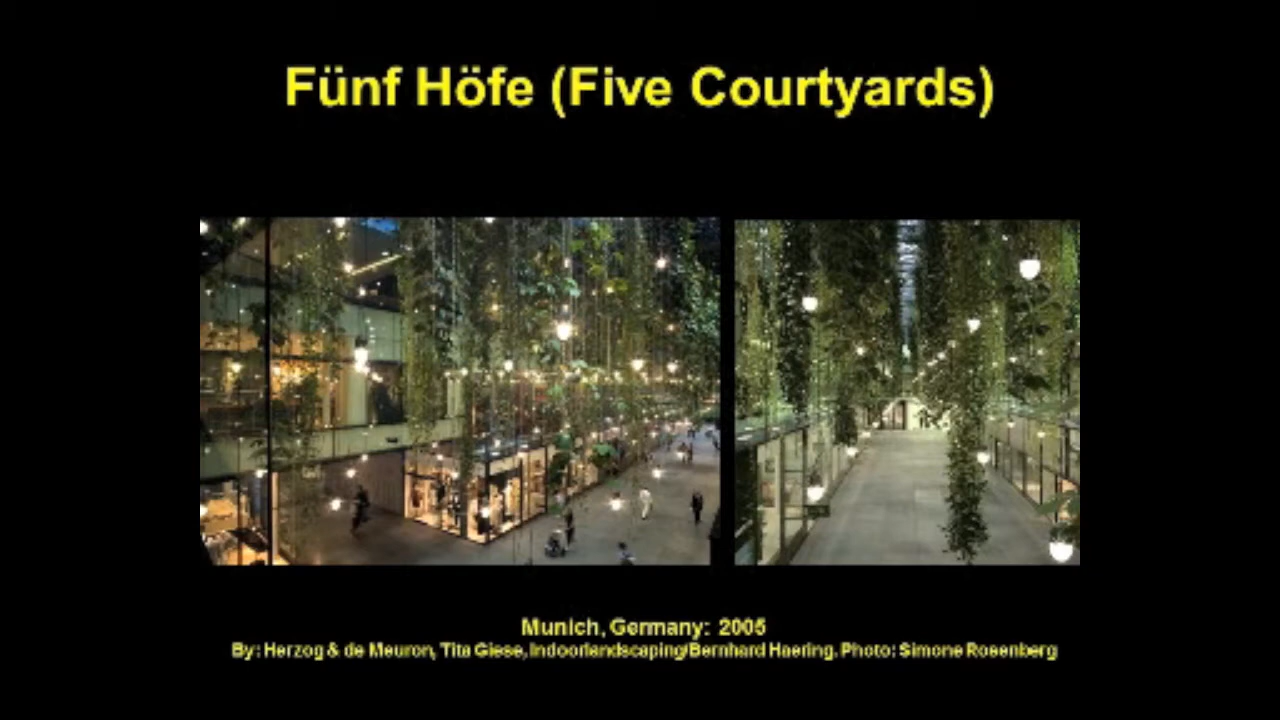 Fünf Höfe (Five Courtyards)
Munich, Germany: 2005
By: Herzog & de Meuron, Tita Giese, Indoorlandscaping/Bernhard Haering. Photo: Simone Rosenberg